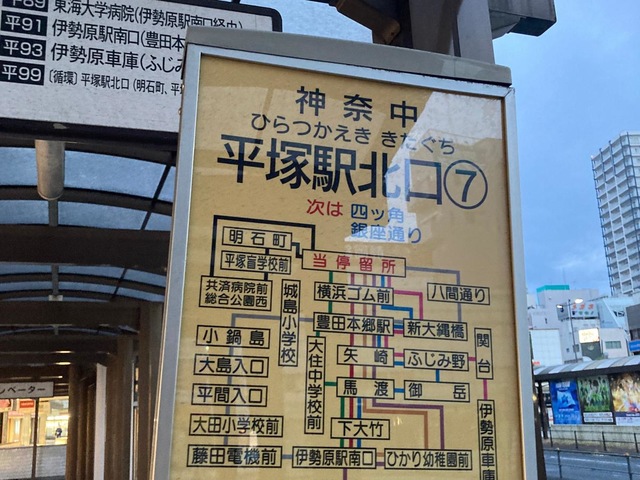 平89 東海大学病院(伊勢原駅南口経由)
平91 伊勢原駅南口(豊田本
平93 伊勢原車庫(ふじみ
平99 〔循環〕平塚駅北口(明石町、平
神奈中
ひらつかえききたぐち
平塚駅北口⑦
次は 四ッ角
銀座通り
明石町
平塚盲学校前
当停留所
共済病院前
総合公園西
城島小学校
横浜ゴム前
八間通り
豊田本郷駅
新大縄橋
小鍋島
大住中学校前
矢崎
ふじみ野
関台
大島入口
馬渡
御岳
平間入口
伊勢原車庫
大田小学校前
下大竹
藤田電機前
伊勢原駅南口
ひかり幼稚園前
ベーター